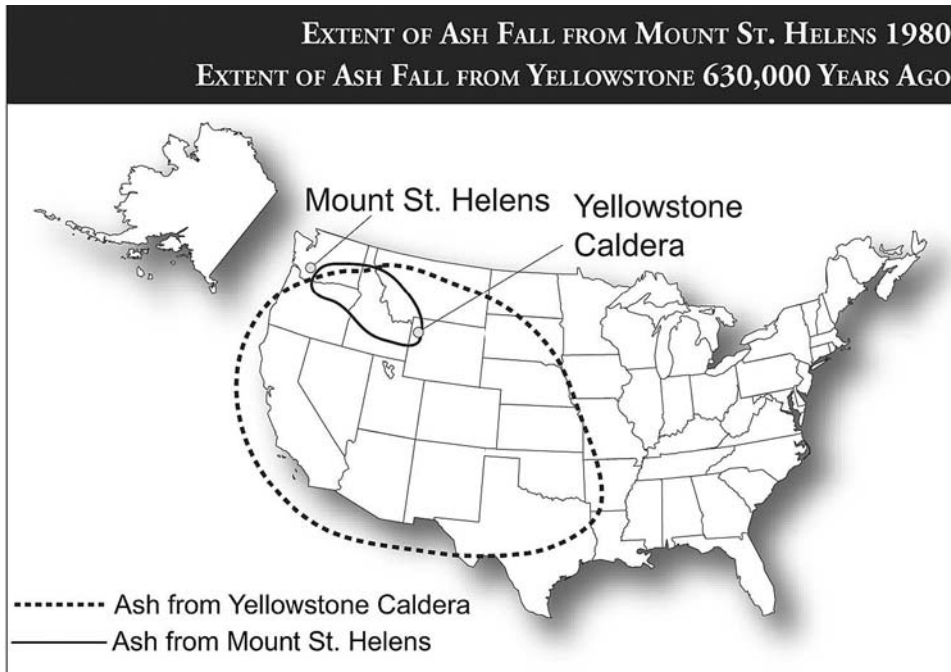 EXTENT OF ASH FALL FROM MOUNT ST. HELENS 1980
EXTENT OF ASH FALL FROM YELLOWSTONE 630,000 YEARS AGO
Mount St. Helens
Yellowstone
Caldera
Ash from Yellowstone Caldera
Ash from Mount St. Helens